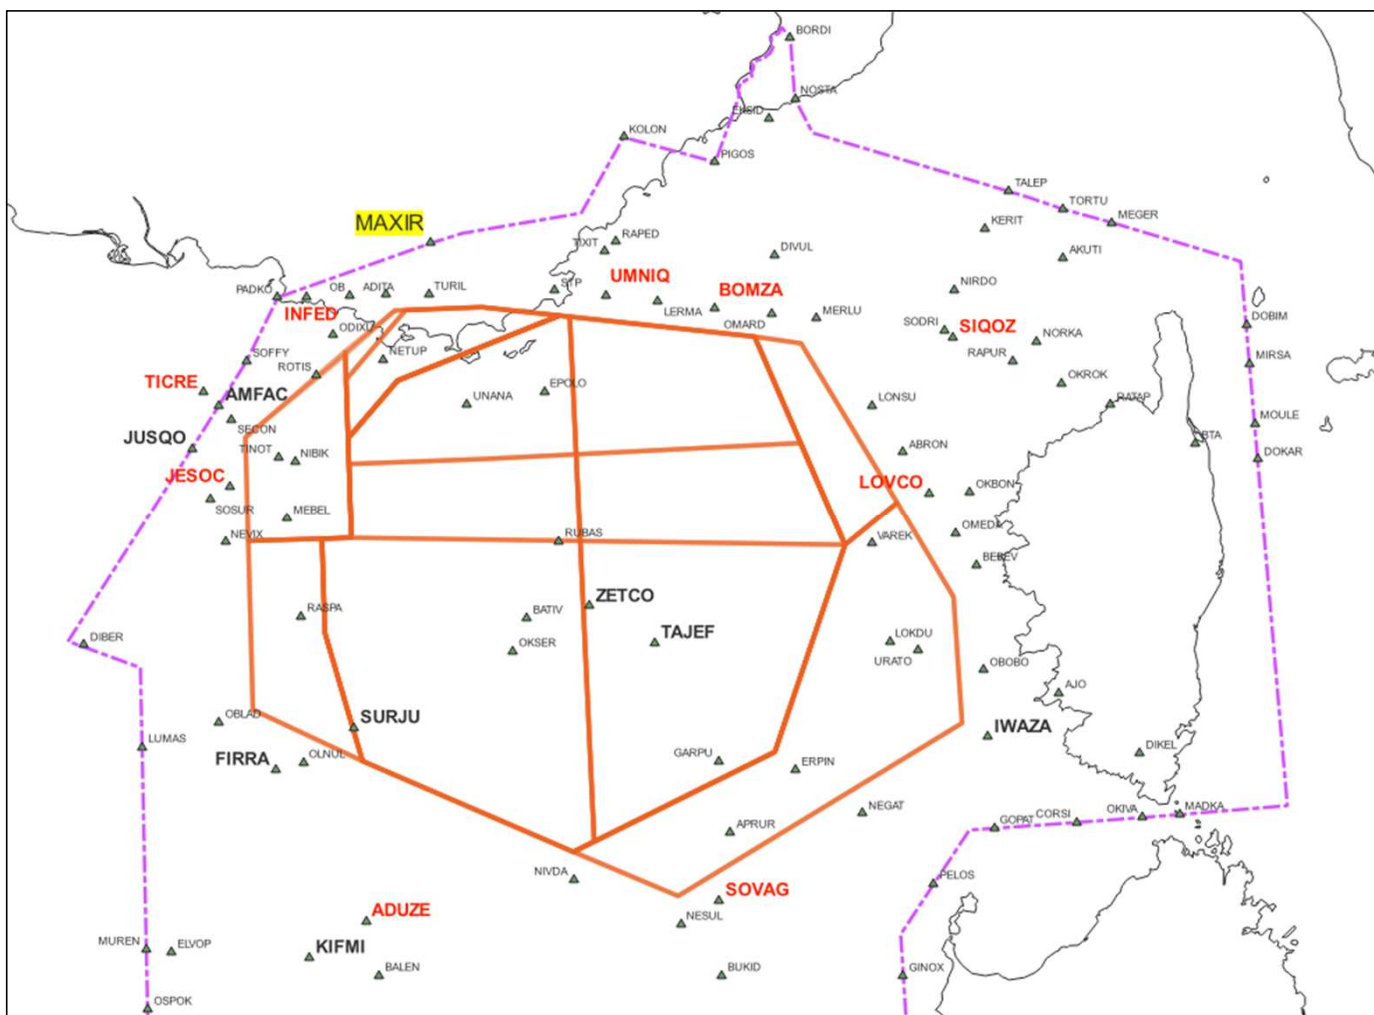 BORDI
NOSTA
EKSID
KOLON
PIGOS
TALEP
TORTU
MEGER
KERIT
MAXIR
RAPED
TIXIT
DIVUL
AKUTI
UMNIQ
BOMZA
NIRDO
PADKO
OB
ADITA
TURIL
STP
INFED
LERMA
OMARD
MERLU
SODRI
SIQOZ
NORKA
DOBIM
ODIXU
SOFFY
ROTIS
NETUP
RAPUR
MIRSA
TICRE
AMFAC
UNANA
EPOLO
OKROK
LONSU
RATAP
SECON
MOULE
JUSQO
TINOT
NIBIK
ABRON
BTA
DOKAR
JESOC
LOVCO
OKBON
SOSUR
MEBEL
NEVIX
RUBAS
VAREK
OMEDA
BEBEV
RASPA
BATIV
ZETCO
DIBER
OKSER
TAJEF
LOKDU
URATO
OBOBO
AJO
OBLAD
SURJU
IWAZA
LUMAS
FIRRA
OLNUL
GARPU
ERPIN
DIKEL
NEGAT
GOPAT
CORSI
OKIVA
MADKA
APRUR
NIVDA
SOVAG
PELOS
ADUZE
NESUL
MUREN
ELVOP
KIFMI
BALEN
BUKID
GINOX
OSPOK